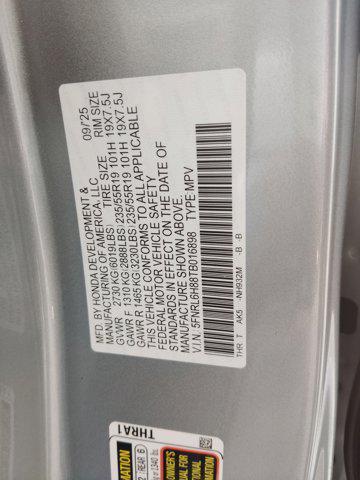 MFD. BY HONDA DEVELOPMENT & 09/'25
MANUFACTURING OF AMERICA, LLC
TIRE SIZE RIM SIZE
GVWR 2730 KG(6019LBS)
GAWR F 1310 KG(2888LBS) 235/55R19 101H 19X7.5J
GAWR R 1465 KG(3230LBS) 235/55R19 101H 19X7.5J
THIS VEHICLE CONFORMS TO ALL APPLICABLE
FEDERAL MOTOR VEHICLE SAFETY
STANDARDS IN EFFECT ON THE DATE OF
MANUFACTURE SHOWN ABOVE.
V.I.N. 5FNRL6H88TB016898 TYPE MPV
THR T AK5 -NH932M -B -B
THRA1
REAR 6